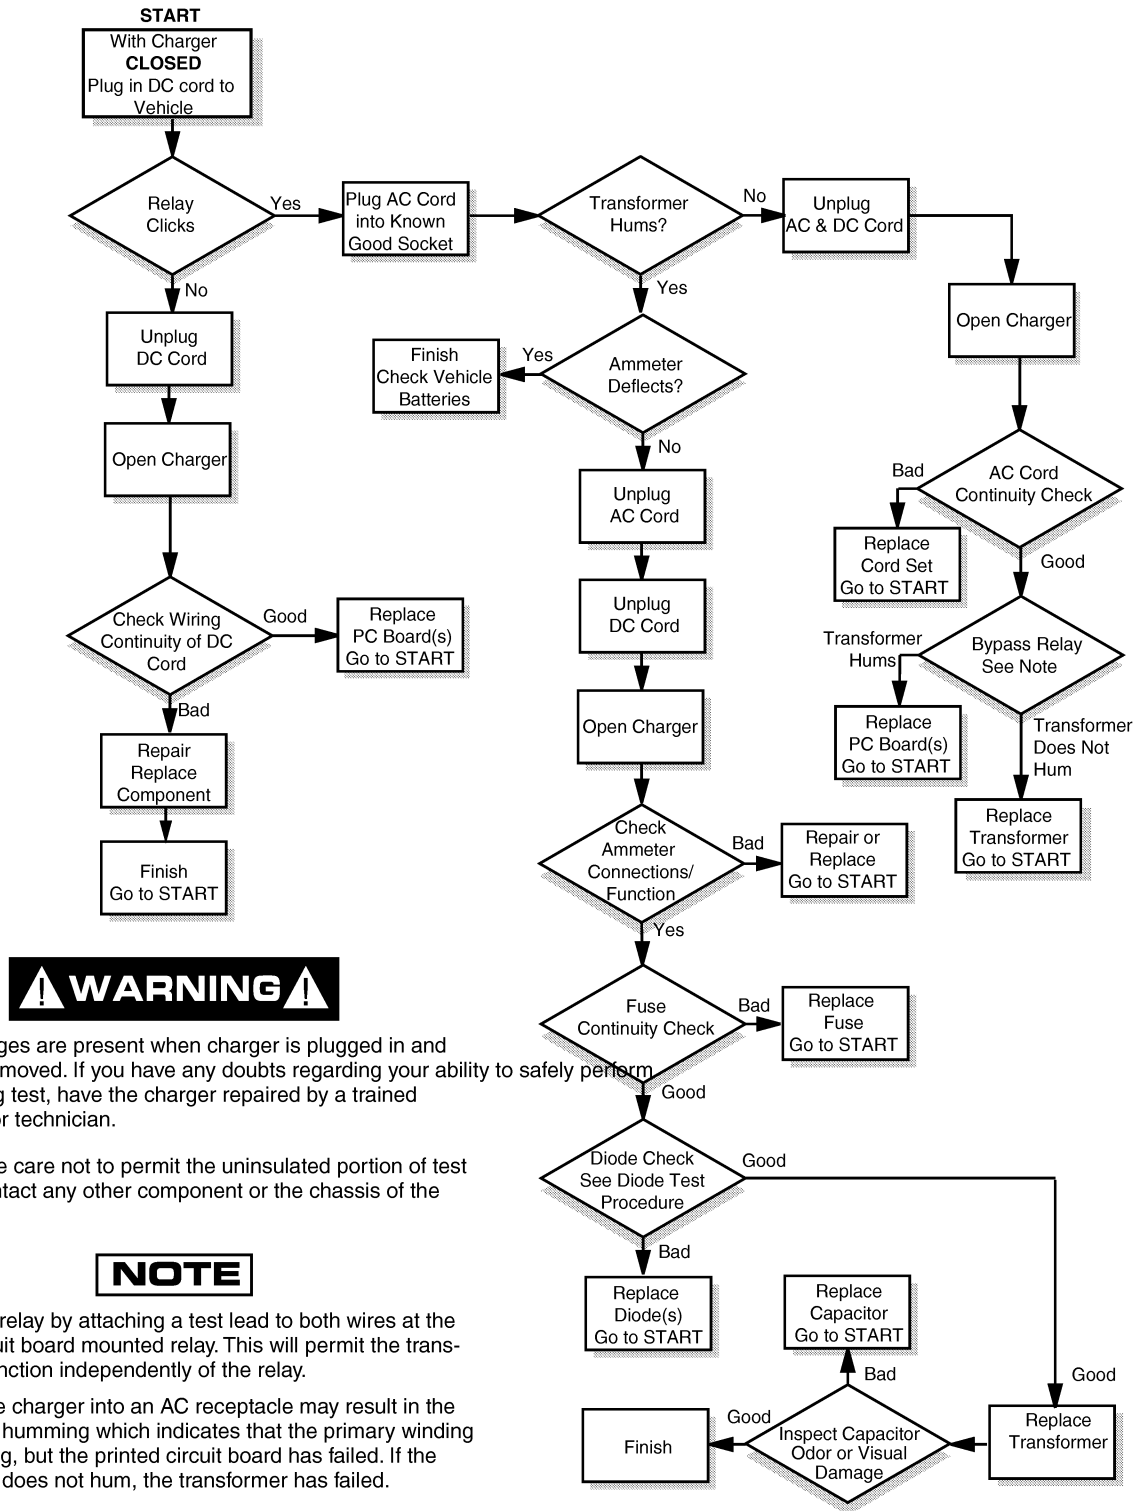 START
With Charger
CLOSED
Plug in DC cord to
Vehicle
Relay
Clicks
Yes
Plug AC Cord
into Known
Good Socket
Transformer
Hums?
No
Unplug
AC & DC Cord
No
Unplug
DC Cord
Yes
Open Charger
Finish
Check Vehicle
Batteries
Yes
Ammeter
Deflects?
Open Charger
No
Unplug
AC Cord
Bad
AC Cord
Continuity Check
Replace
Cord Set
Go to START
Good
Check Wiring
Continuity of DC
Cord
Good
Replace
PC Board(s)
Go to START
Unplug
DC Cord
Transformer
Hums
Bypass Relay
See Note
Bad
Repair
Replace
Component
Open Charger
Replace
PC Board(s)
Go to START
Transformer
Does Not
Hum
Finish
Go to START
Check
Ammeter
Connections/
Function
Bad
Repair or
Replace
Go to START
Replace
Transformer
Go to START
Yes
WARNING
Fuse
Continuity Check
Bad
Replace
Fuse
Go to START
ges are present when charger is plugged in and
moved. If you have any doubts regarding your ability to safely perform
g test, have the charger repaired by a trained
or technician.
Good
e care not to permit the uninsulated portion of test
ntact any other component or the chassis of the
Diode Check
See Diode Test
Procedure
Good
Bad
Replace
Diode(s)
Go to START
NOTE
relay by attaching a test lead to both wires at the
uit board mounted relay. This will permit the trans-
nction independently of the relay.
e charger into an AC receptacle may result in the
humming which indicates that the primary winding
g, but the printed circuit board has failed. If the
does not hum, the transformer has failed.
Replace
Capacitor
Go to START
Bad
Good
Replace
Transformer
Inspect Capacitor
Odor or Visual
Damage
Good
Finish